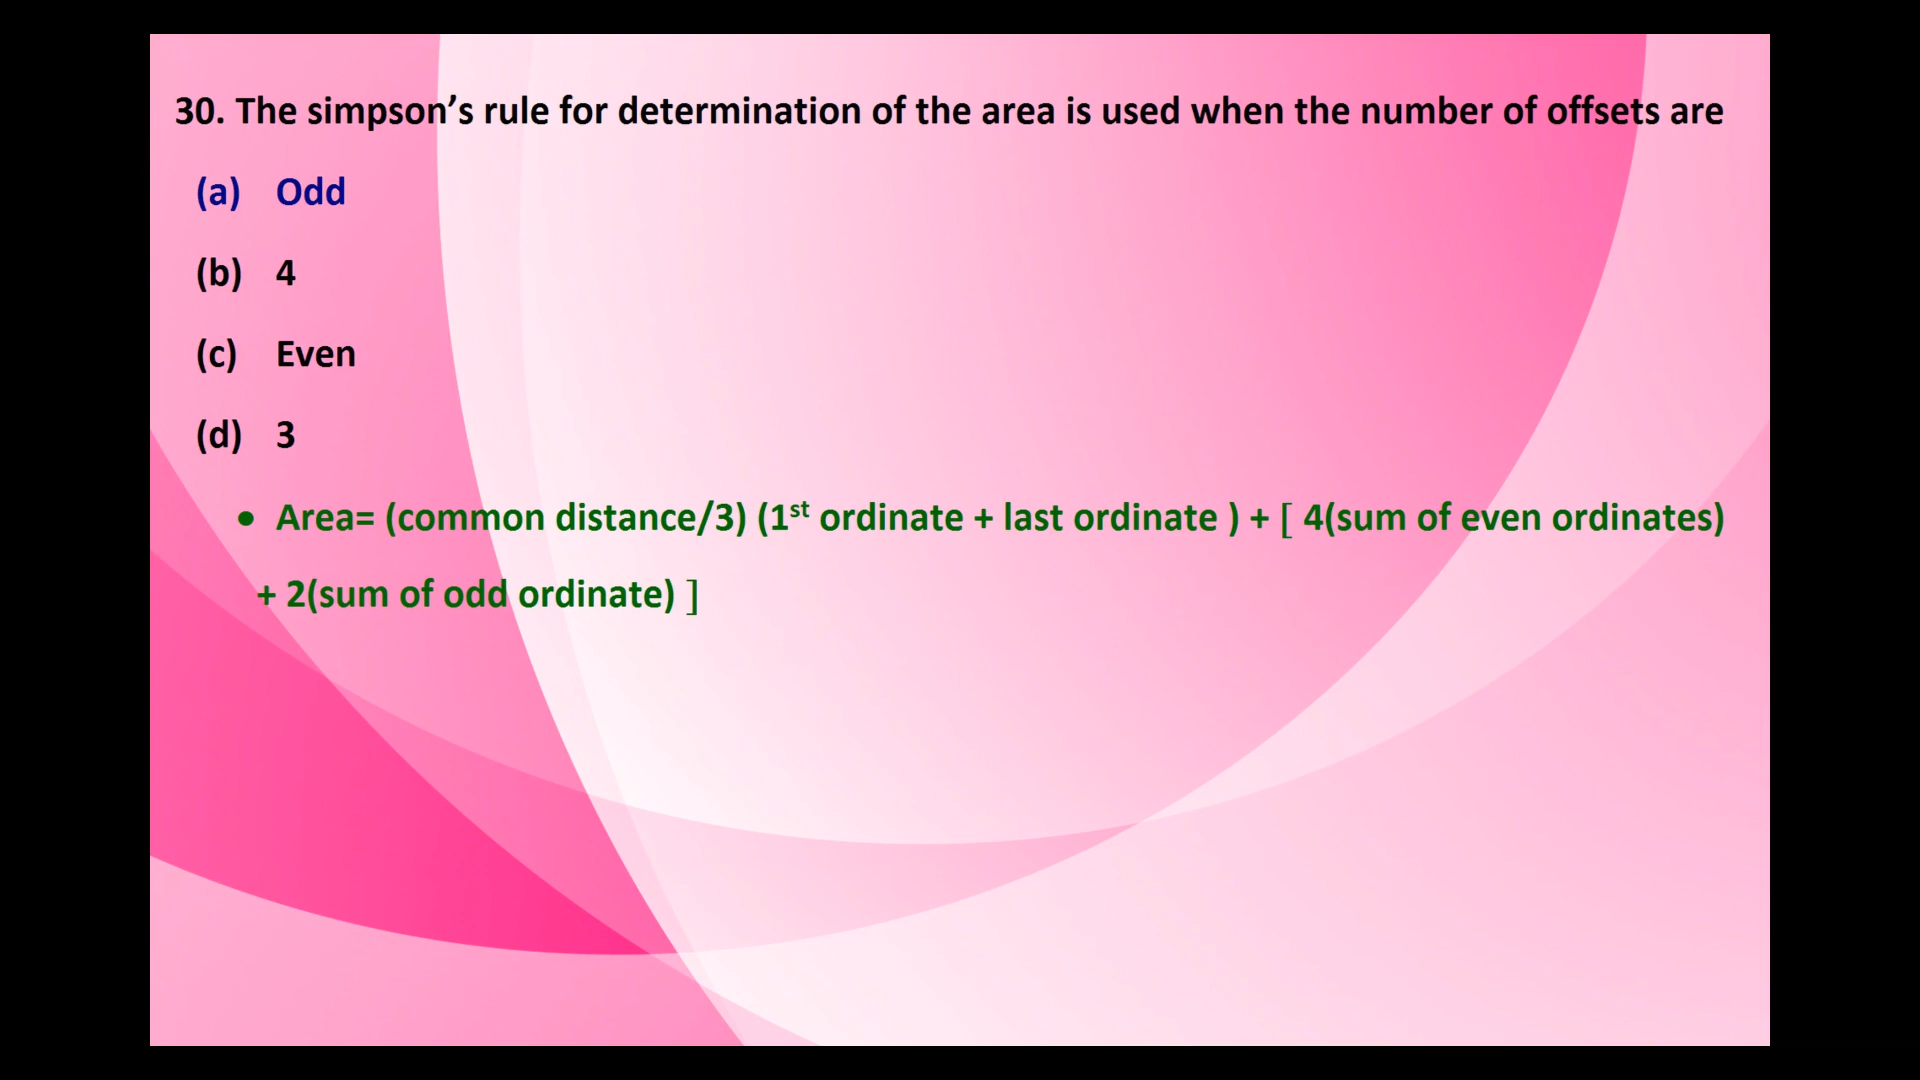 30. The simpson’s rule for determination of the area is used when the number of offsets are
(a) Odd
(b) 4
(c) Even
(d) 3
• Area= (common distance/3) (1st ordinate + last ordinate ) + [ 4(sum of even ordinates)
+ 2(sum of odd ordinate) ]